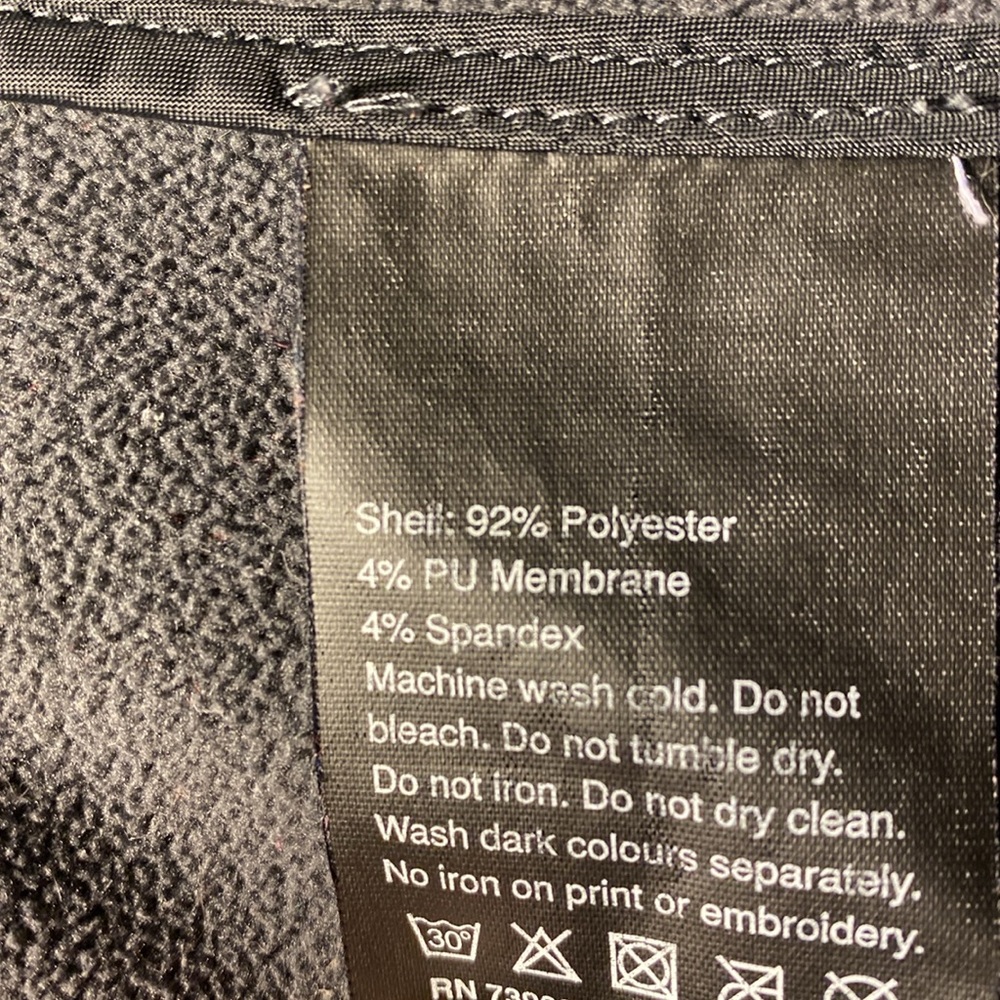 Shell: 92% Polyester
4% PU Membrane
4% Spandex
Machine wash cold. Do not
bleach. Do not tumble dry.
Do not iron. Do not dry clean.
Wash dark colours separately.
No iron on print or embroidery.
30°
RN